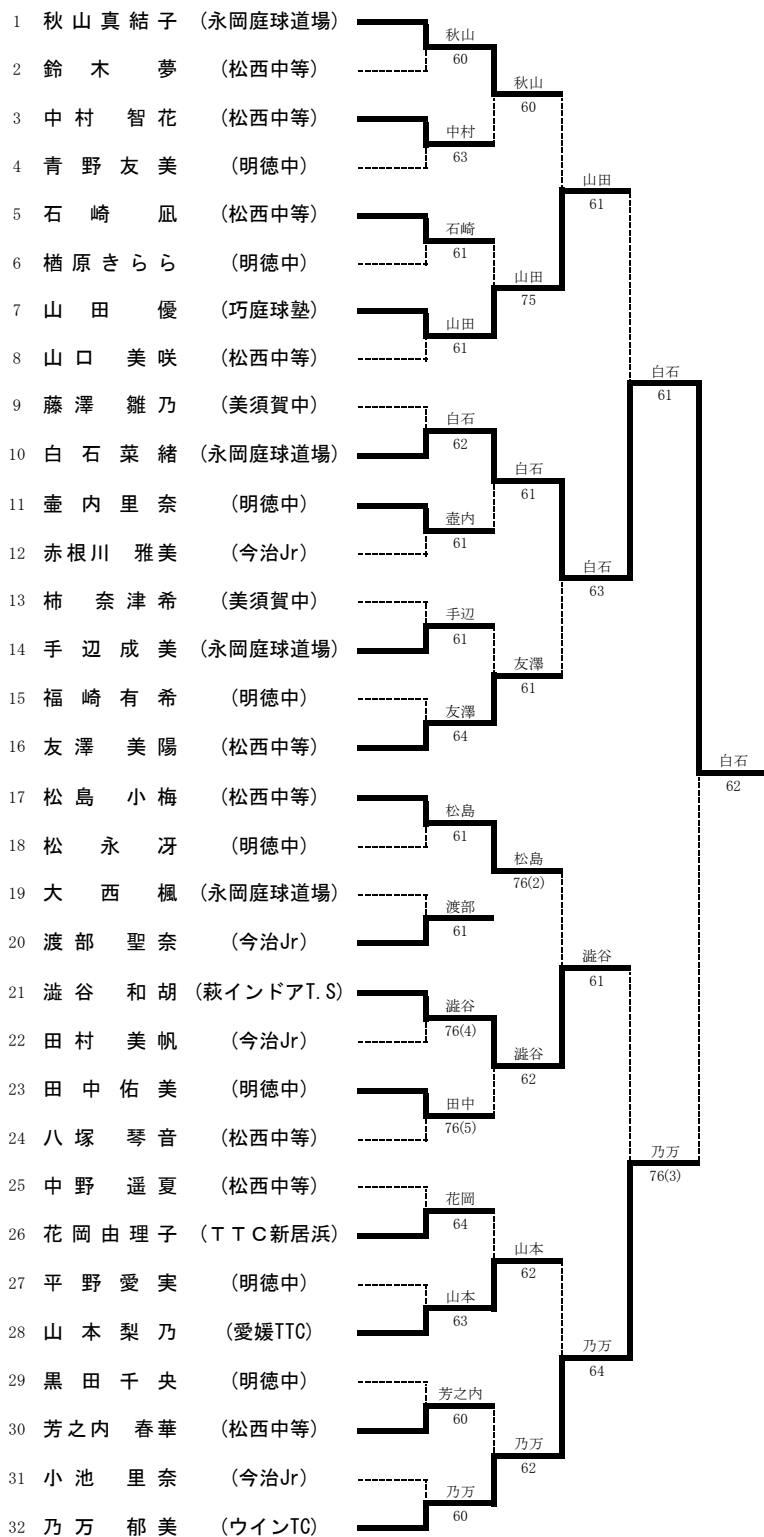 1 秋山真結子 (永岡庭球道場)
2 鈴木夢 (松西中等)
3 中村智花 (松西中等)
4 青野友美 (明徳中)
5 石崎凪 (松西中等)
6 楢原きらら (明徳中)
7 山田優 (巧庭球塾)
8 山口美咲 (松西中等)
9 藤澤雛乃 (美須賀中)
10 白石菜緒 (永岡庭球道場)
11 壷内里奈 (明徳中)
12 赤根川雅美 (今治Jr)
13 柿奈津希 (美須賀中)
14 手辺成美 (永岡庭球道場)
15 福崎有希 (明徳中)
16 友澤美陽 (松西中等)
17 松島小梅 (松西中等)
18 松永冴 (明徳中)
19 大西楓 (永岡庭球道場)
20 渡部聖奈 (今治Jr)
21 澁谷和胡 (萩インドアT.S)
22 田村美帆 (今治Jr)
23 田中佑美 (明徳中)
24 八塚琴音 (松西中等)
25 中野遥夏 (松西中等)
26 花岡由理子 (ＴＴＣ新居浜)
27 平野愛実 (明徳中)
28 山本梨乃 (愛媛TTC)
29 黒田千央 (明徳中)
30 芳之内春華 (松西中等)
31 小池里奈 (今治Jr)
32 乃万郁美 (ウインTC)
秋山
60
中村
63
石崎
61
山田
61
白石
62
壺内
61
手辺
61
友澤
64
松島
61
渡部
61
澁谷
76(4)
田中
76(5)
花岡
64
山本
63
芳之内
60
乃万
60
秋山
60
山田
75
白石
61
友澤
61
松島
76(2)
澁谷
62
山本
62
乃万
62
山田
61
白石
63
澁谷
61
乃万
64
白石
61
乃万
76(3)
白石
62